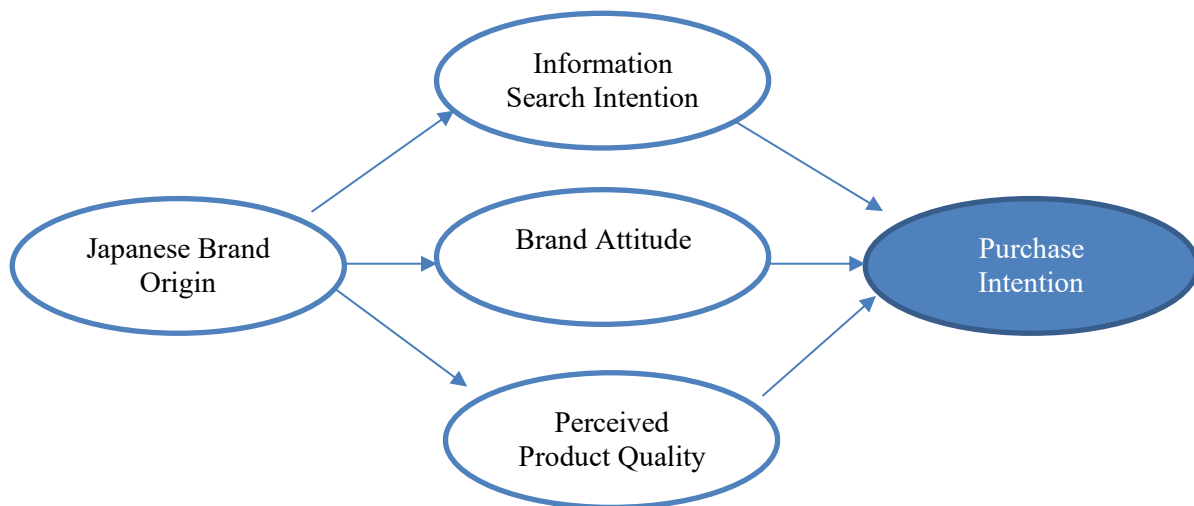 Information
Search Intention
Japanese Brand
Origin
Brand Attitude
Purchase
Intention
Perceived
Product Quality